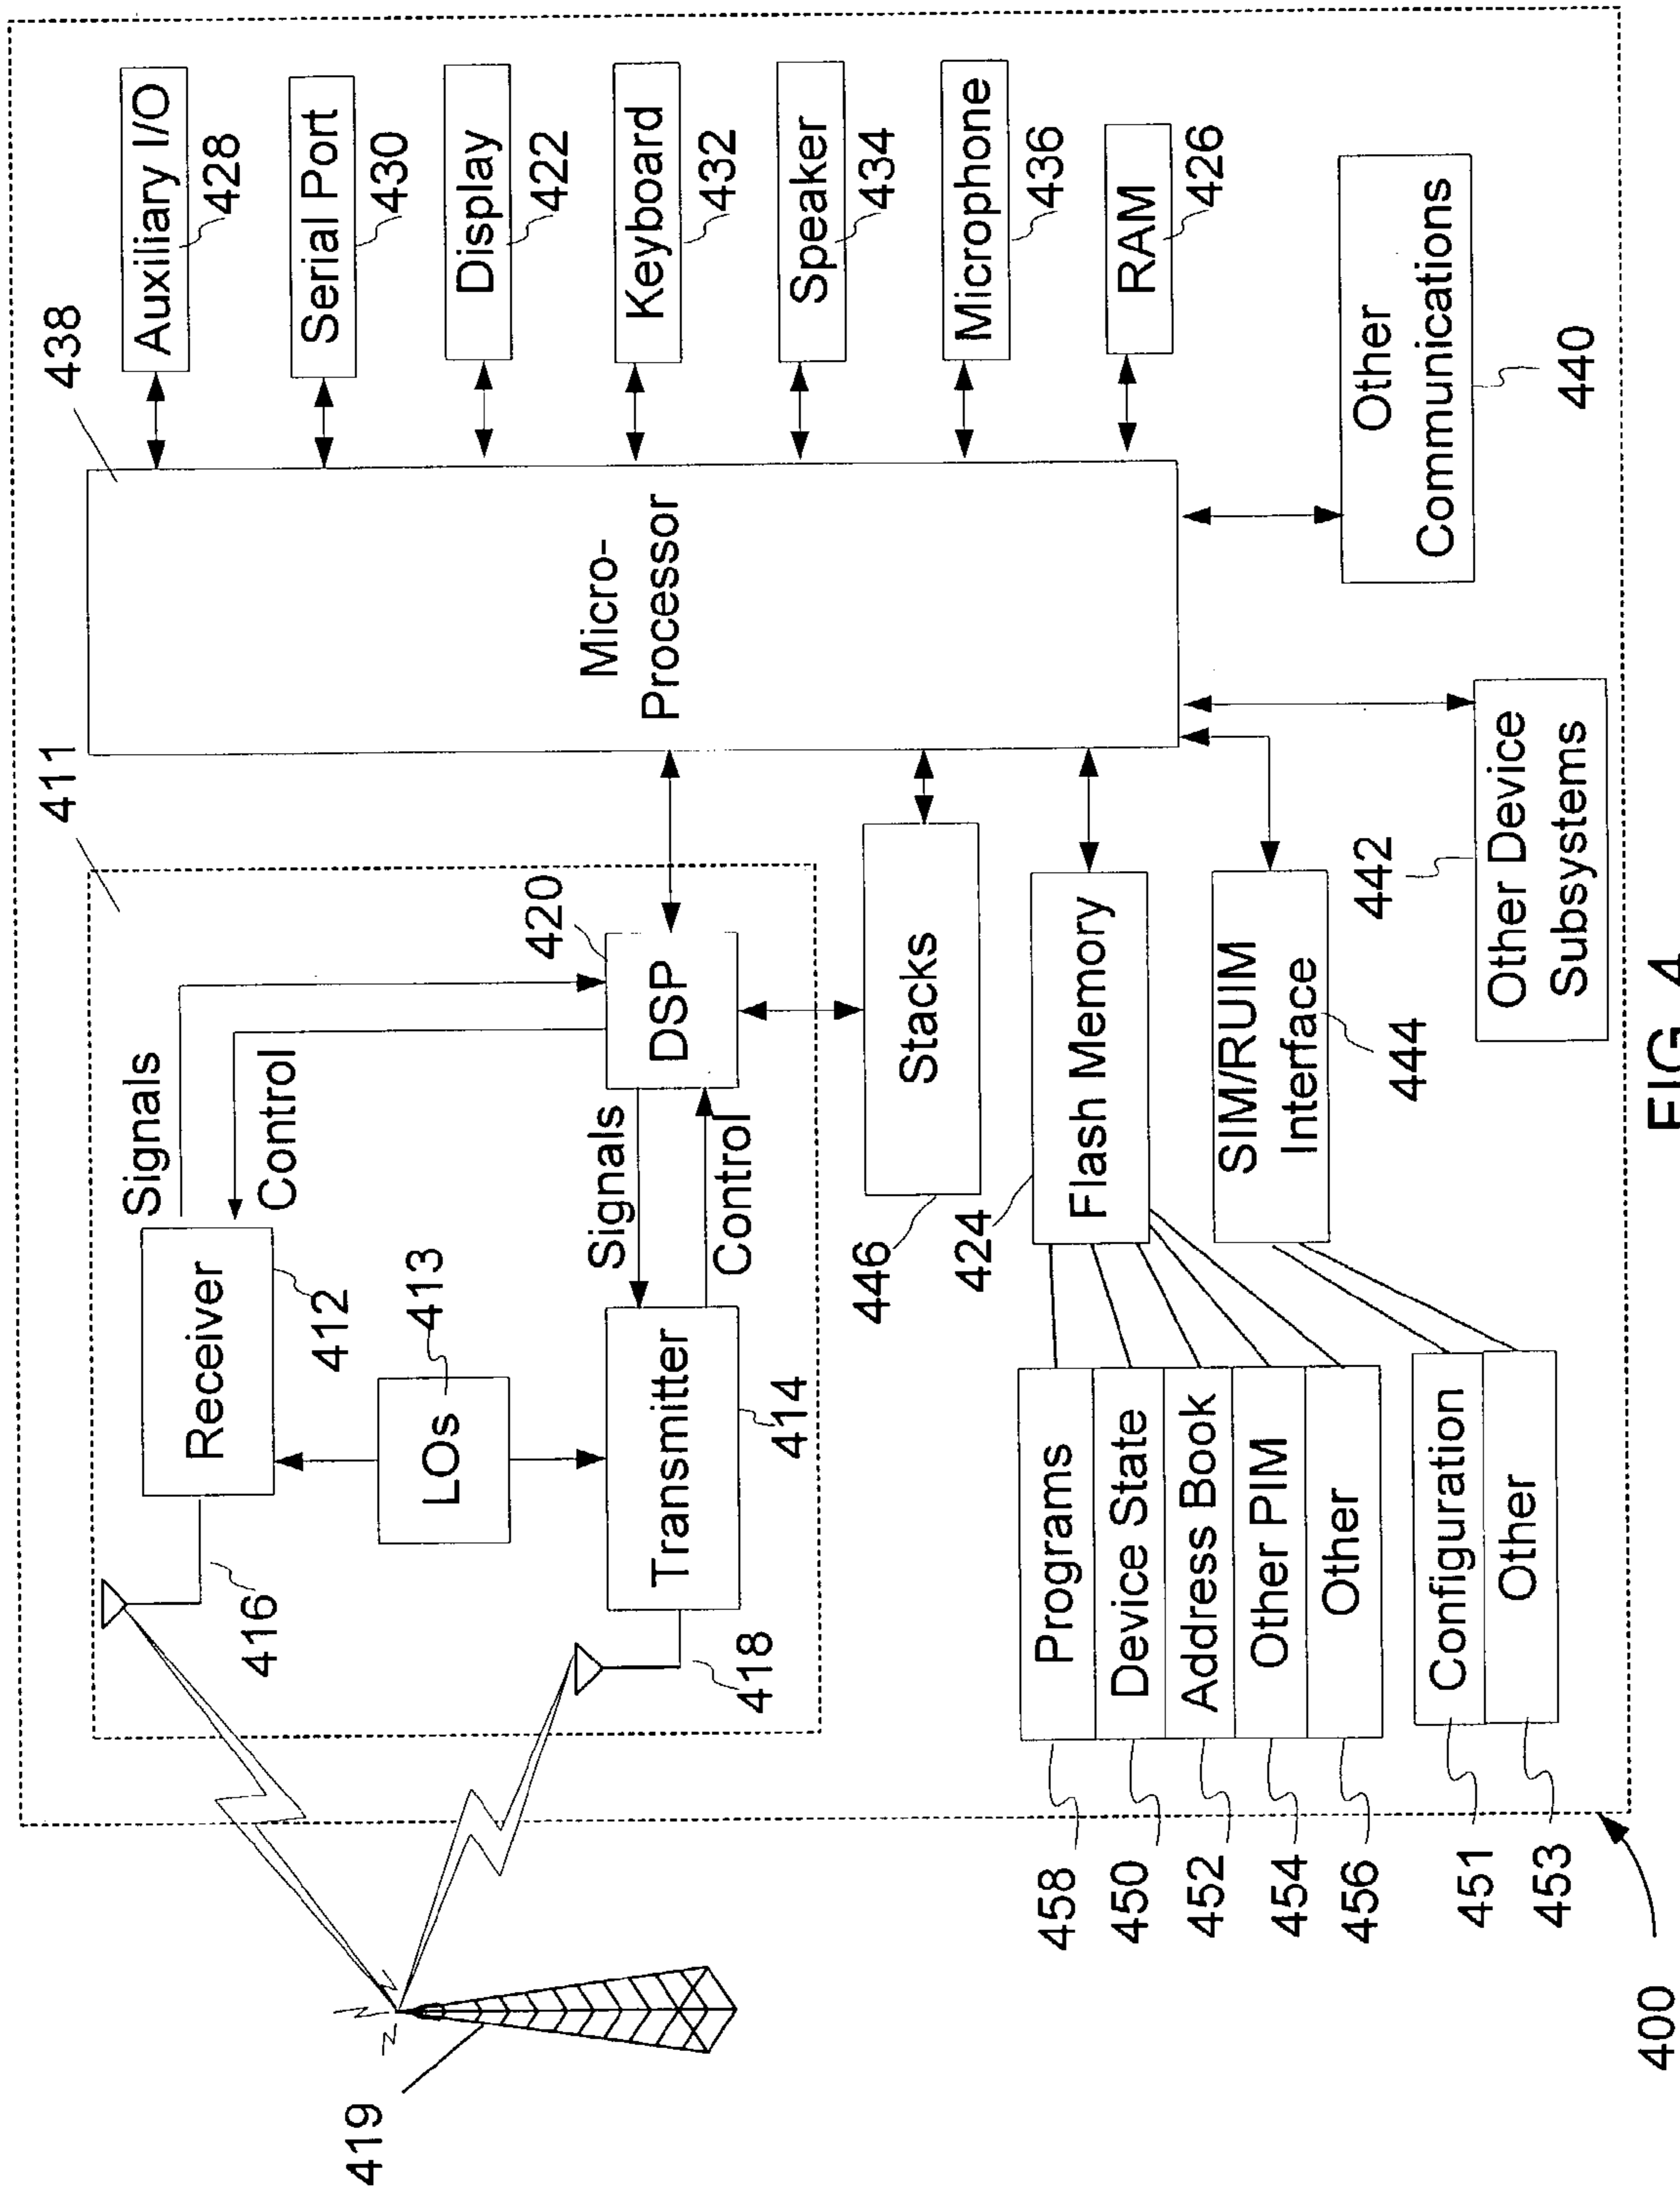 411
438
Signals
Control
Receiver
412
416
LOs
413
DSP
420
Signals
Control
Transmitter
414
418
419
Micro-
Processor
Auxiliary I/O
428
Serial Port
430
Display
422
Keyboard
432
Speaker
434
Microphone
436
RAM
426
Other
Communications
440
Stacks
446
Flash Memory
424
SIM/RUIM
Interface
444
Other Device
Subsystems
442
458
Programs
450
Device State
452
Address Book
454
Other PIM
456
Other
451
Configuration
453
Other
400
FIG. 4